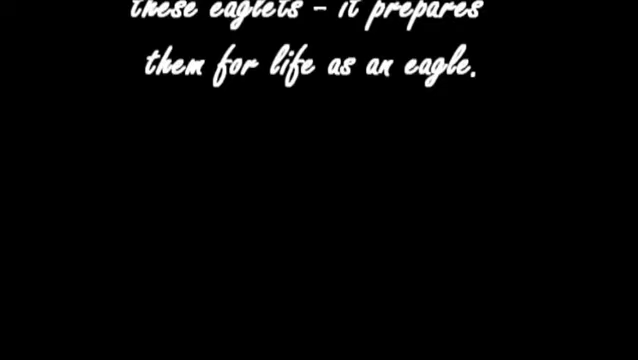 these eaglets - it prepares
them for life as an eagle.